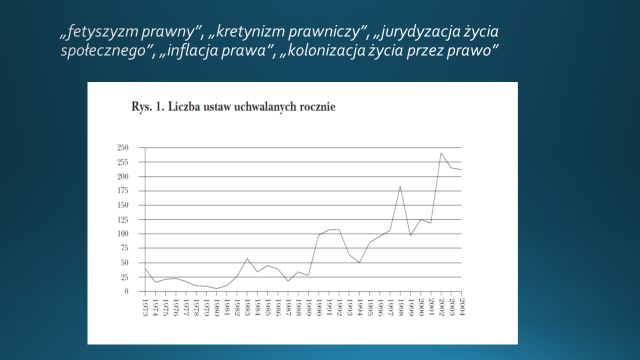 „fetyszyzm prawny”, „kretynizm prawniczy”, „jurydyzacja życia
społecznego”, „inflacja prawa”, „kolonizacja życia przez prawo”
Rys. 1. Liczba ustaw uchwalanych rocznie
250
255
200
175
150
125
100
75
50
25
0
1973 1974 1975 1976 1977 1978 1979 1980 1981 1982 1983 1984 1985 1986 1987 1988 1989 1990 1991 1992 1993 1994 1995 1996 1997 1998 1999 2000 2001 2002 2003 2004